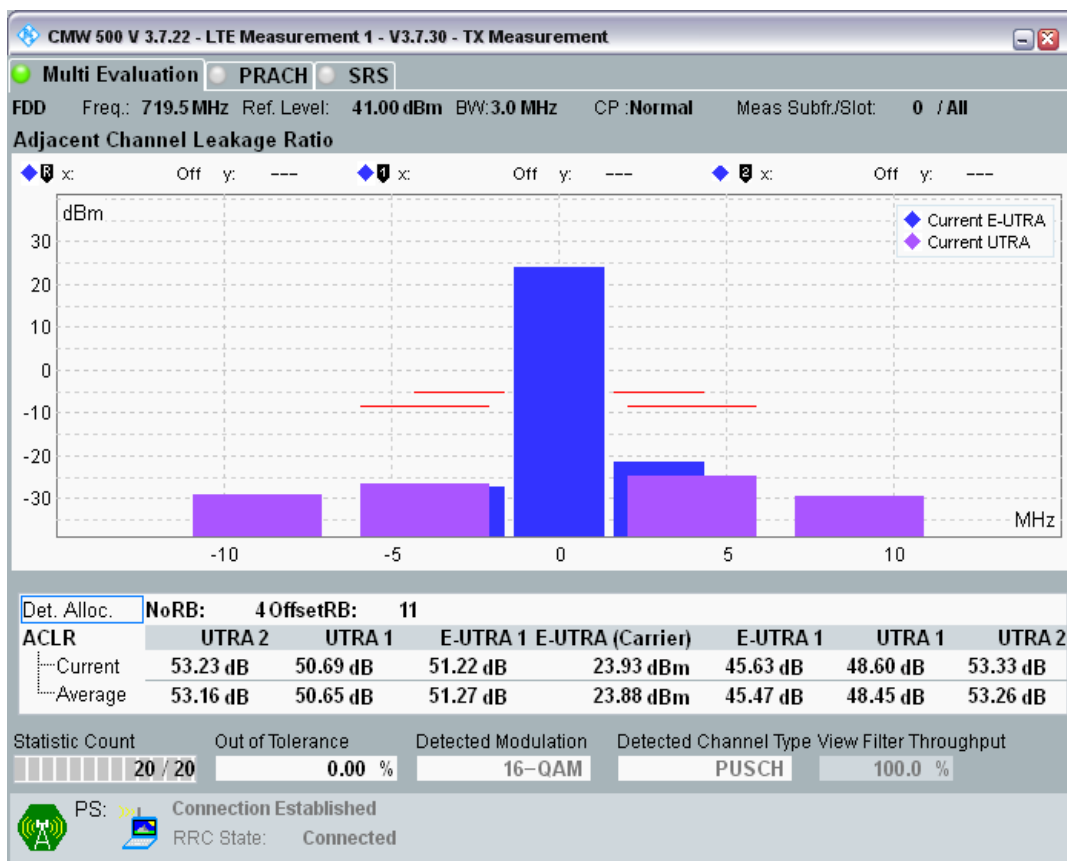 CMW 500 V 3.7.22 - LTE Measurement 1 - V3.7.30 - TX Measurement
Multi Evaluation PRACH SRS
FDD Freq.: 719.5 MHz Ref. Level: 41.00 dBm BW: 3.0 MHz CP :Normal Meas Subfr./Slot: 0 / All
Adjacent Channel Leakage Ratio
R x: Off y: --- 1 x: Off y: --- 2 x: Off y: ---
dBm
Current E-UTRA
Current UTRA
30
20
10
0
-10
-20
-30
MHz
-10 -5 0 5 10
Det. Alloc. NoRB: 4 OffsetRB: 11
ACLR UTRA 2 UTRA 1 E-UTRA 1 E-UTRA (Carrier) E-UTRA 1 UTRA 1 UTRA 2
Current 53.23 dB 50.69 dB 51.22 dB 23.93 dBm 45.63 dB 48.60 dB 53.33 dB
Average 53.16 dB 50.65 dB 51.27 dB 23.88 dBm 45.47 dB 48.45 dB 53.26 dB
Statistic Count Out of Tolerance Detected Modulation Detected Channel Type View Filter Throughput
20 / 20 0.00 % 16-QAM PUSCH 100.0 %
PS: Connection Established
RRC State: Connected